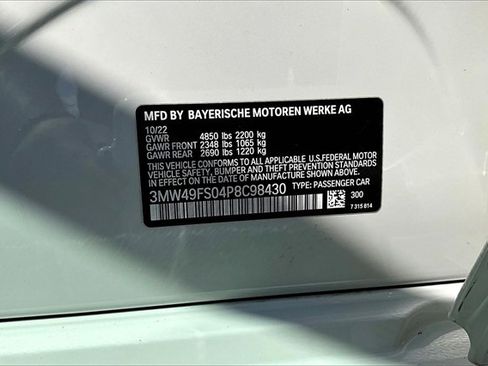 MFD BY BAYERISCHE MOTOREN WERKE AG
10/22
GVWR 4850 lbs 2200 kg
GAWR FRONT 2348 lbs 1065 kg
GAWR REAR 2690 lbs 1220 kg
THIS VEHICLE CONFORMS TO ALL APPLICABLE U.S.FEDERAL MOTOR
VEHICLE SAFETY, BUMPER AND THEFT PREVENTION STANDARDS
IN EFFECT ON THE DATE OF MANUFACTURE SHOWN ABOVE.
3MW49FS04P8C98430 TYPE: PASSENGER CAR
300
7 315 814